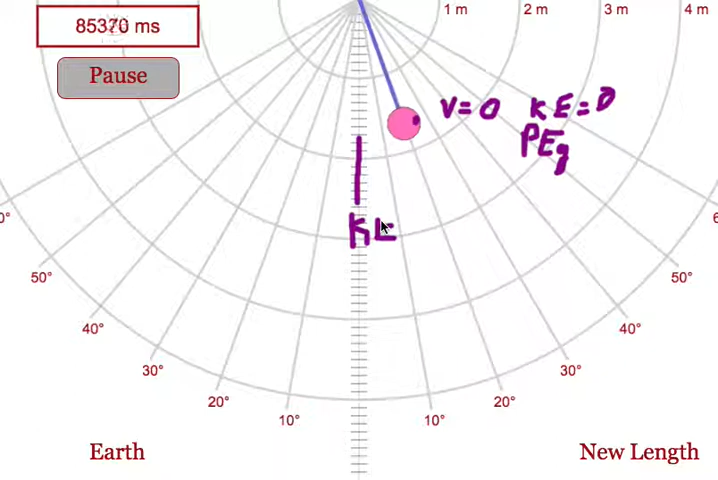 85370 ms
1 m 2 m 3 m 4 m
Pause
V=0 KE=0
PEg
KE
50° 50°
40° 40°
30° 30°
20° 20°
10° 10°
Earth New Length